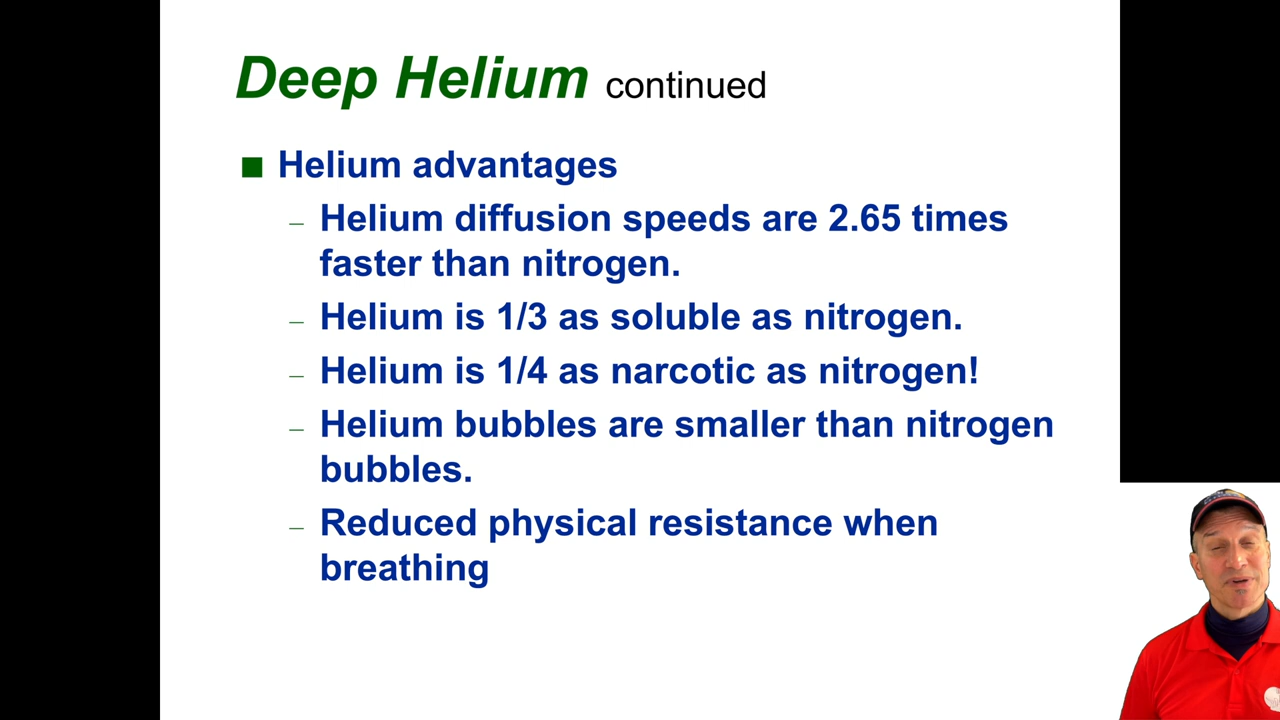 Deep Helium continued
■ Helium advantages
– Helium diffusion speeds are 2.65 times
faster than nitrogen.
– Helium is 1/3 as soluble as nitrogen.
– Helium is 1/4 as narcotic as nitrogen!
– Helium bubbles are smaller than nitrogen
bubbles.
– Reduced physical resistance when
breathing